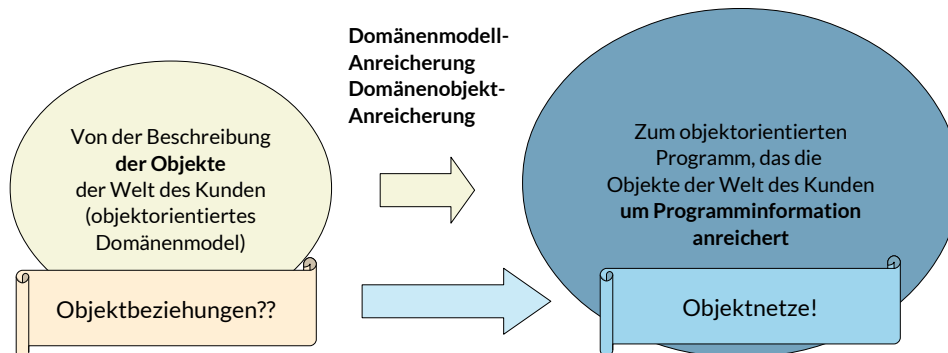 Domänenmodell-
Anreicherung
Domänenobjekt-
Anreicherung
Von der Beschreibung
der Objekte
der Welt des Kunden
(objektorientiertes
Domänenmodel)
Zum objektorientierten
Programm, das die
Objekte der Welt des Kunden
um Programminformation
anreichert
Objektbeziehungen??
Objektnetze!